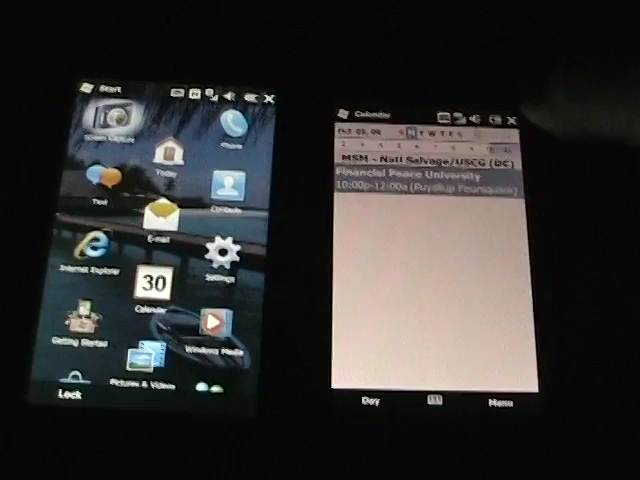 Start
Screen Capture
Phone
Today
Text
Contacts
E-mail
Internet Explorer
Settings
30
Calendar
Getting Started
Windows Media
Pictures & Videos
Lock
Calendar
T W T F S
MSM - Natl Salvage/USCG (DC)
Financial Peace University
10:00p-12:00a (Puyallup Foursquare)
Day
Menu